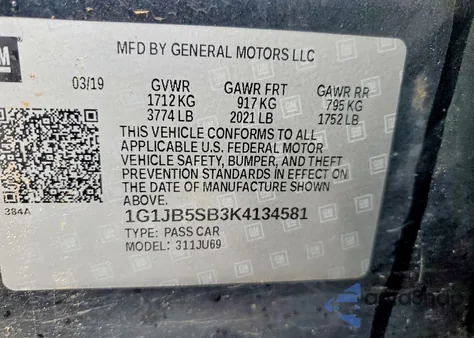 GM
MFD BY GENERAL MOTORS LLC
03/19 GVWR GAWR FRT GAWR RR
1712 KG 917 KG 795 KG
3774 LB 2021 LB 1752 LB
THIS VEHICLE CONFORMS TO ALL
APPLICABLE U.S. FEDERAL MOTOR
VEHICLE SAFETY, BUMPER, AND THEFT
PREVENTION STANDARDS IN EFFECT ON
THE DATE OF MANUFACTURE SHOWN
ABOVE.
384A
1G1JB5SB3K4134581
TYPE: PASS CAR
MODEL: 311JU69